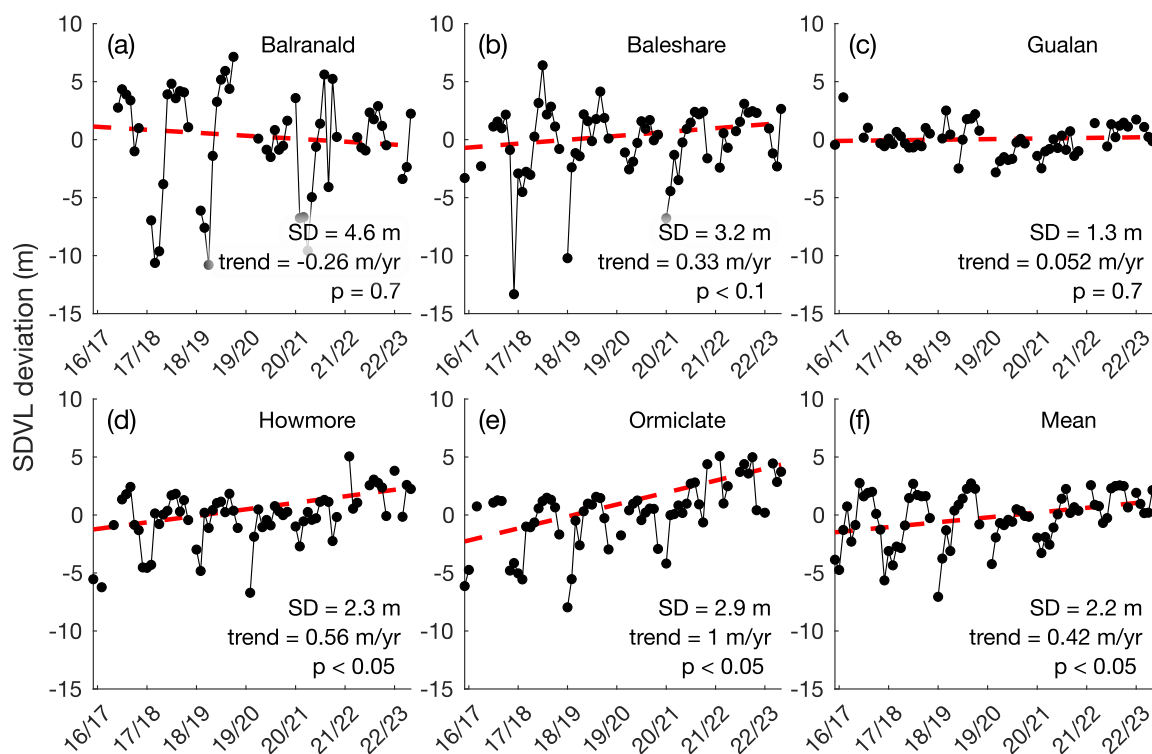 SDVL deviation (m)
10
5
0
-5
-10
-15
(a)
Balranald
SD = 4.6 m
trend = -0.26 m/yr
p = 0.7
16/17
17/18
18/19
19/20
20/21
21/22
22/23
10
5
0
-5
-10
-15
(b)
Baleshare
SD = 3.2 m
trend = 0.33 m/yr
p < 0.1
16/17
17/18
18/19
19/20
20/21
21/22
22/23
10
5
0
-5
-10
-15
(c)
Gualan
SD = 1.3 m
trend = 0.052 m/yr
p = 0.7
16/17
17/18
18/19
19/20
20/21
21/22
22/23
10
5
0
-5
-10
-15
(d)
Howmore
SD = 2.3 m
trend = 0.56 m/yr
p < 0.05
16/17
17/18
18/19
19/20
20/21
21/22
22/23
10
5
0
-5
-10
-15
(e)
Ormiclate
SD = 2.9 m
trend = 1 m/yr
p < 0.05
16/17
17/18
18/19
19/20
20/21
21/22
22/23
10
5
0
-5
-10
-15
(f)
Mean
SD = 2.2 m
trend = 0.42 m/yr
p < 0.05
16/17
17/18
18/19
19/20
20/21
21/22
22/23